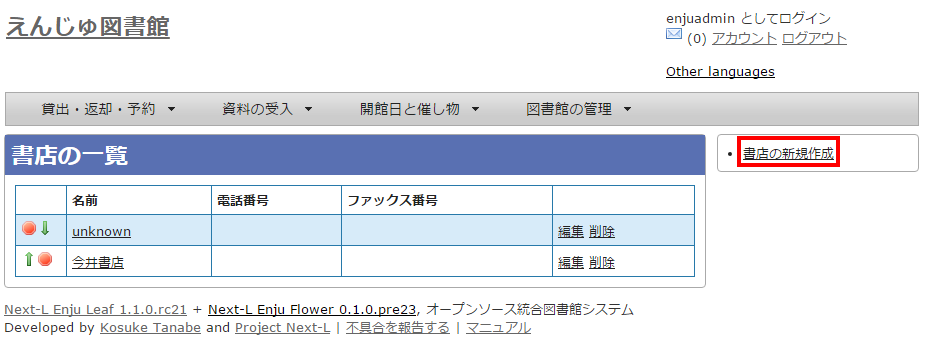 えんじゅ図書館
enjuadmin としてログイン
(0) アカウント ログアウト
Other languages
貸出・返却・予約 資料の受入 開館日と催し物 図書館の管理
書店の一覧
名前 電話番号 ファックス番号
unknown 編集 削除
今井書店 編集 削除
• 書店の新規作成
Next-L Enju Leaf 1.1.0.rc21 + Next-L Enju Flower 0.1.0.pre23, オープンソース統合図書館システム
Developed by Kosuke Tanabe and Project Next-L | 不具合を報告する | マニュアル